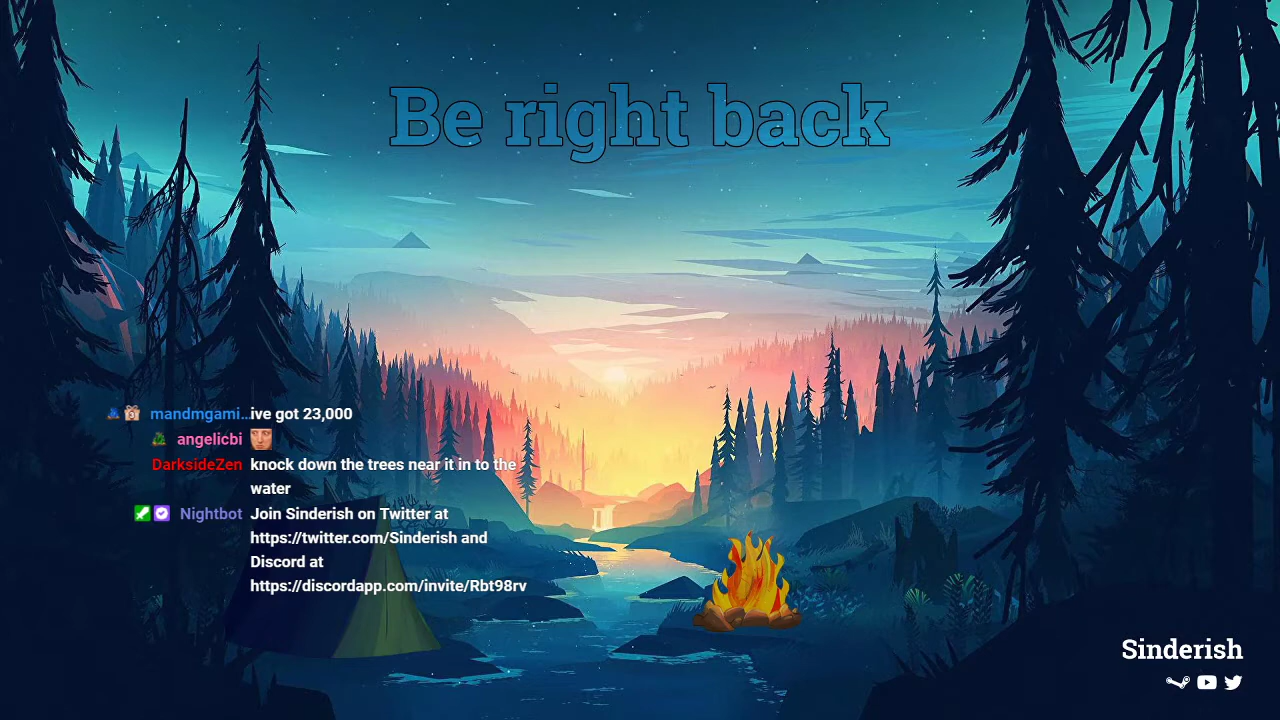 Be right back
mandmgami... ive got 23,000
angelicbi
DarksideZen knock down the trees near it in to the
water
Nightbot Join Sinderish on Twitter at
https://twitter.com/Sinderish and
Discord at
https://discordapp.com/invite/Rbt98rv
Sinderish